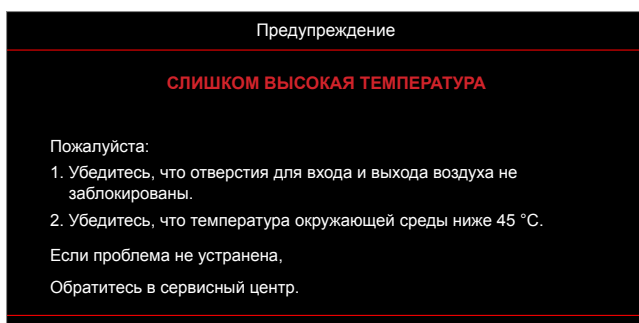 Предупреждение
СЛИШКОМ ВЫСОКАЯ ТЕМПЕРАТУРА
Пожалуйста:
1. Убедитесь, что отверстия для входа и выхода воздуха не
заблокированы.
2. Убедитесь, что температура окружающей среды ниже 45 °C.
Если проблема не устранена,
Обратитесь в сервисный центр.